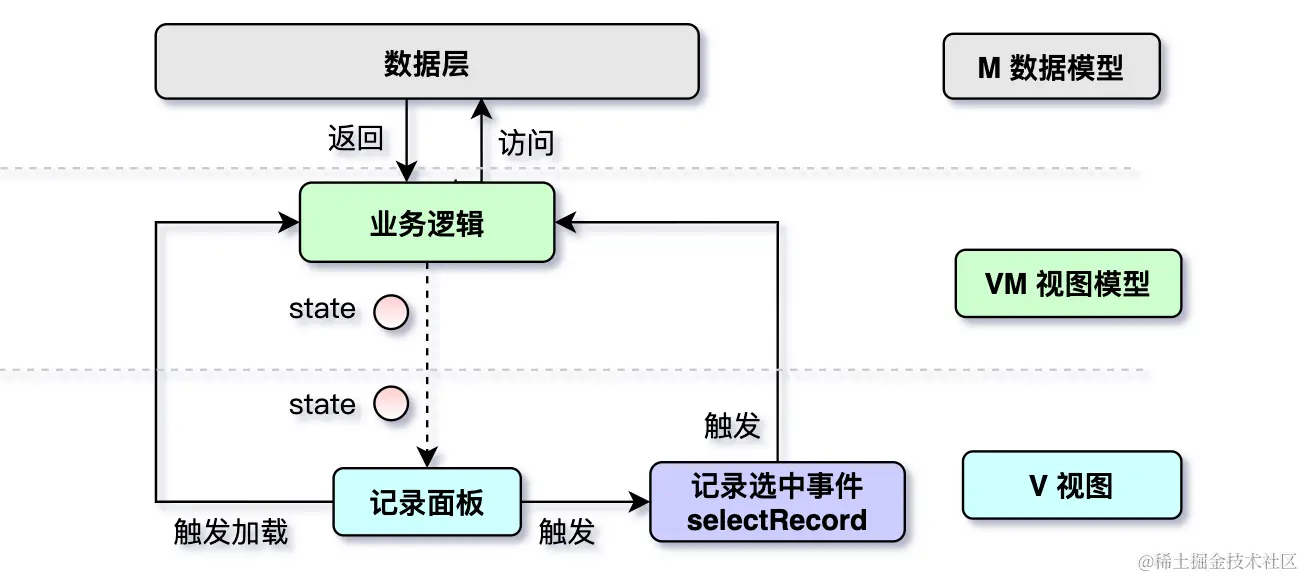 数据层
M 数据模型
返回
访问
业务逻辑
VM 视图模型
state
state
触发
记录面板
记录选中事件
selectRecord
V 视图
触发加载
触发
@稀土掘金技术社区